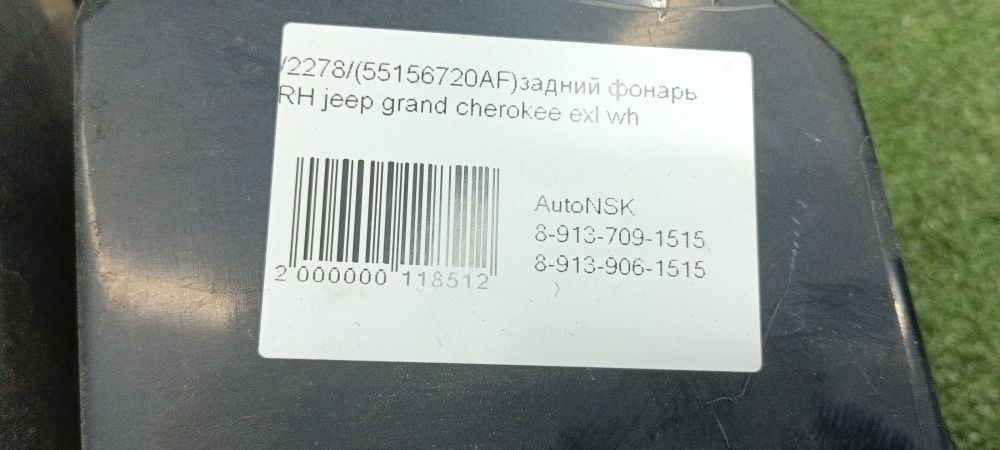 /2278/(55156720AF)задний фонарь
RH jeep grand cherokee exl wh
AutoNSK
8-913-709-1515,
8-913-906-1515
2 000000 118512